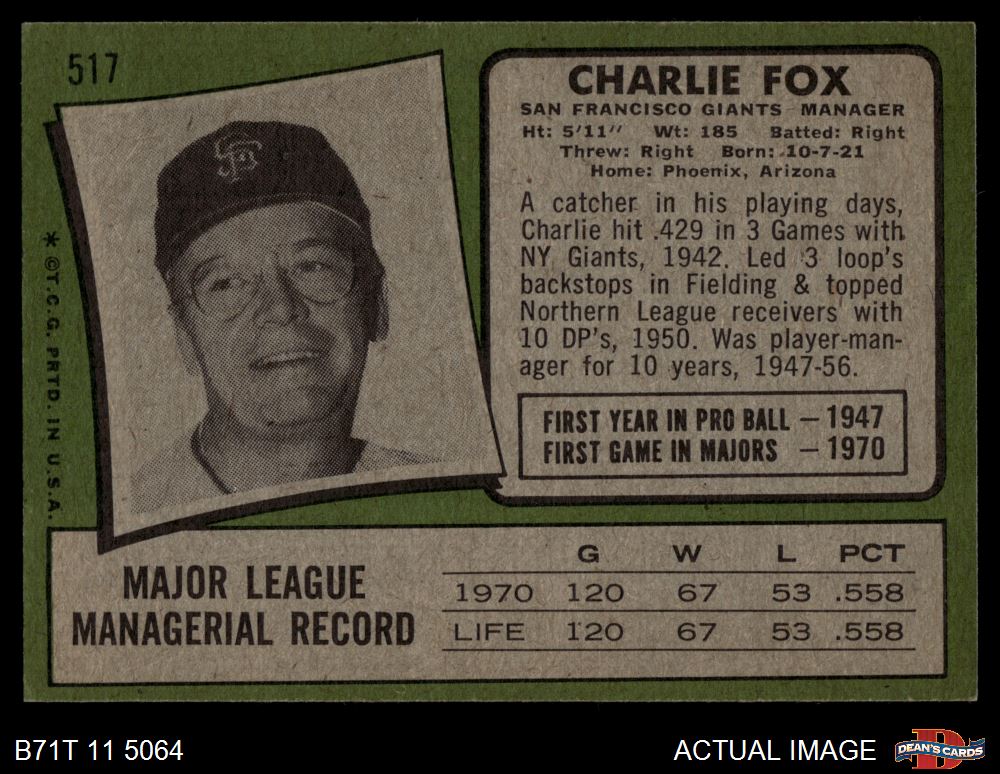 517
CHARLIE FOX
SAN FRANCISCO GIANTS MANAGER
Ht: 5'11" Wt: 185 Batted: Right
Threw: Right Born: 10-7-21
Home: Phoenix, Arizona
A catcher in his playing days,
Charlie hit .429 in 3 Games with
NY Giants, 1942. Led 3 loop's
backstops in Fielding & topped
Northern League receivers with
10 DP's, 1950. Was player-man-
ager for 10 years, 1947-56.
FIRST YEAR IN PRO BALL – 1947
FIRST GAME IN MAJORS – 1970
SF
* ©T.C.G. PRTD. IN U.S.A.
MAJOR LEAGUE
MANAGERIAL RECORD
G W L PCT
1970 120 67 53 .558
LIFE 120 67 53 .558
B71T 11 5064
ACTUAL IMAGE
D
DEAN'S CARDS